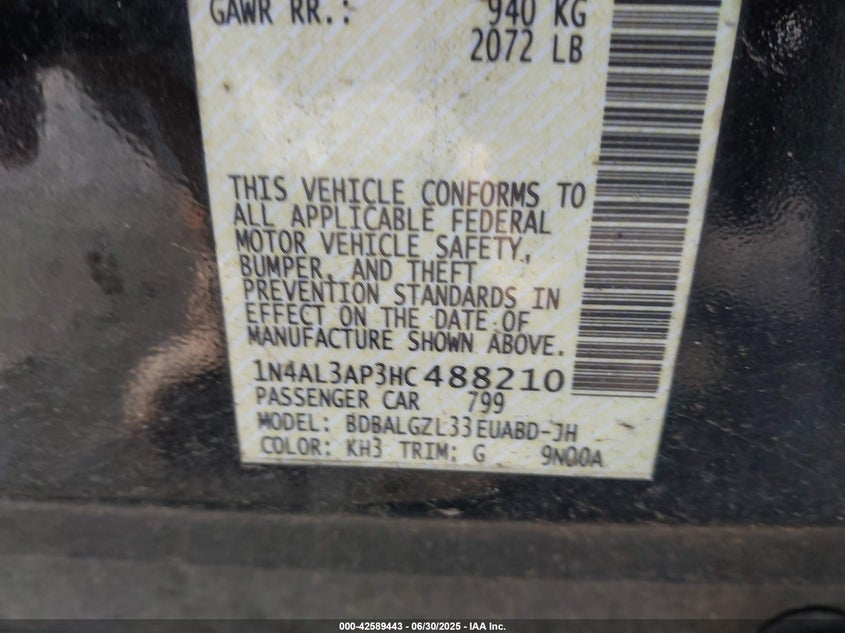 GAWR RR.: 940 KG
2072 LB
THIS VEHICLE CONFORMS TO
ALL APPLICABLE FEDERAL
MOTOR VEHICLE SAFETY,
BUMPER, AND THEFT
PREVENTION STANDARDS IN
EFFECT ON THE DATE OF
MANUFACTURE SHOWN ABOVE.
1N4AL3AP3HC488210
PASSENGER CAR 799
MODEL: BDBALGZL33EUABD-JH
COLOR: KH3 TRIM: G 9N00A
000-42589443 - 06/30/2025 - IAA Inc.